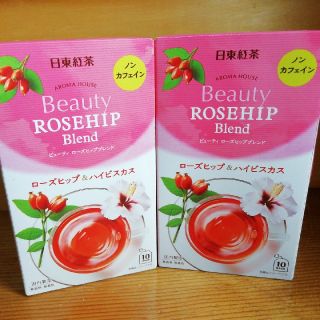 日東紅茶
ノン
カフェイン
AROMA HOUSE
Beauty
ROSEHIP
Blend
ビューティ ローズヒップブレンド
ローズヒップ&ハイビスカス
10
日東紅茶
ノン
カフェイン
AROMA HOUSE
Beauty
ROSEHIP
Blend
ビューティ ローズヒップブレンド
ローズヒップ&ハイビスカス
10